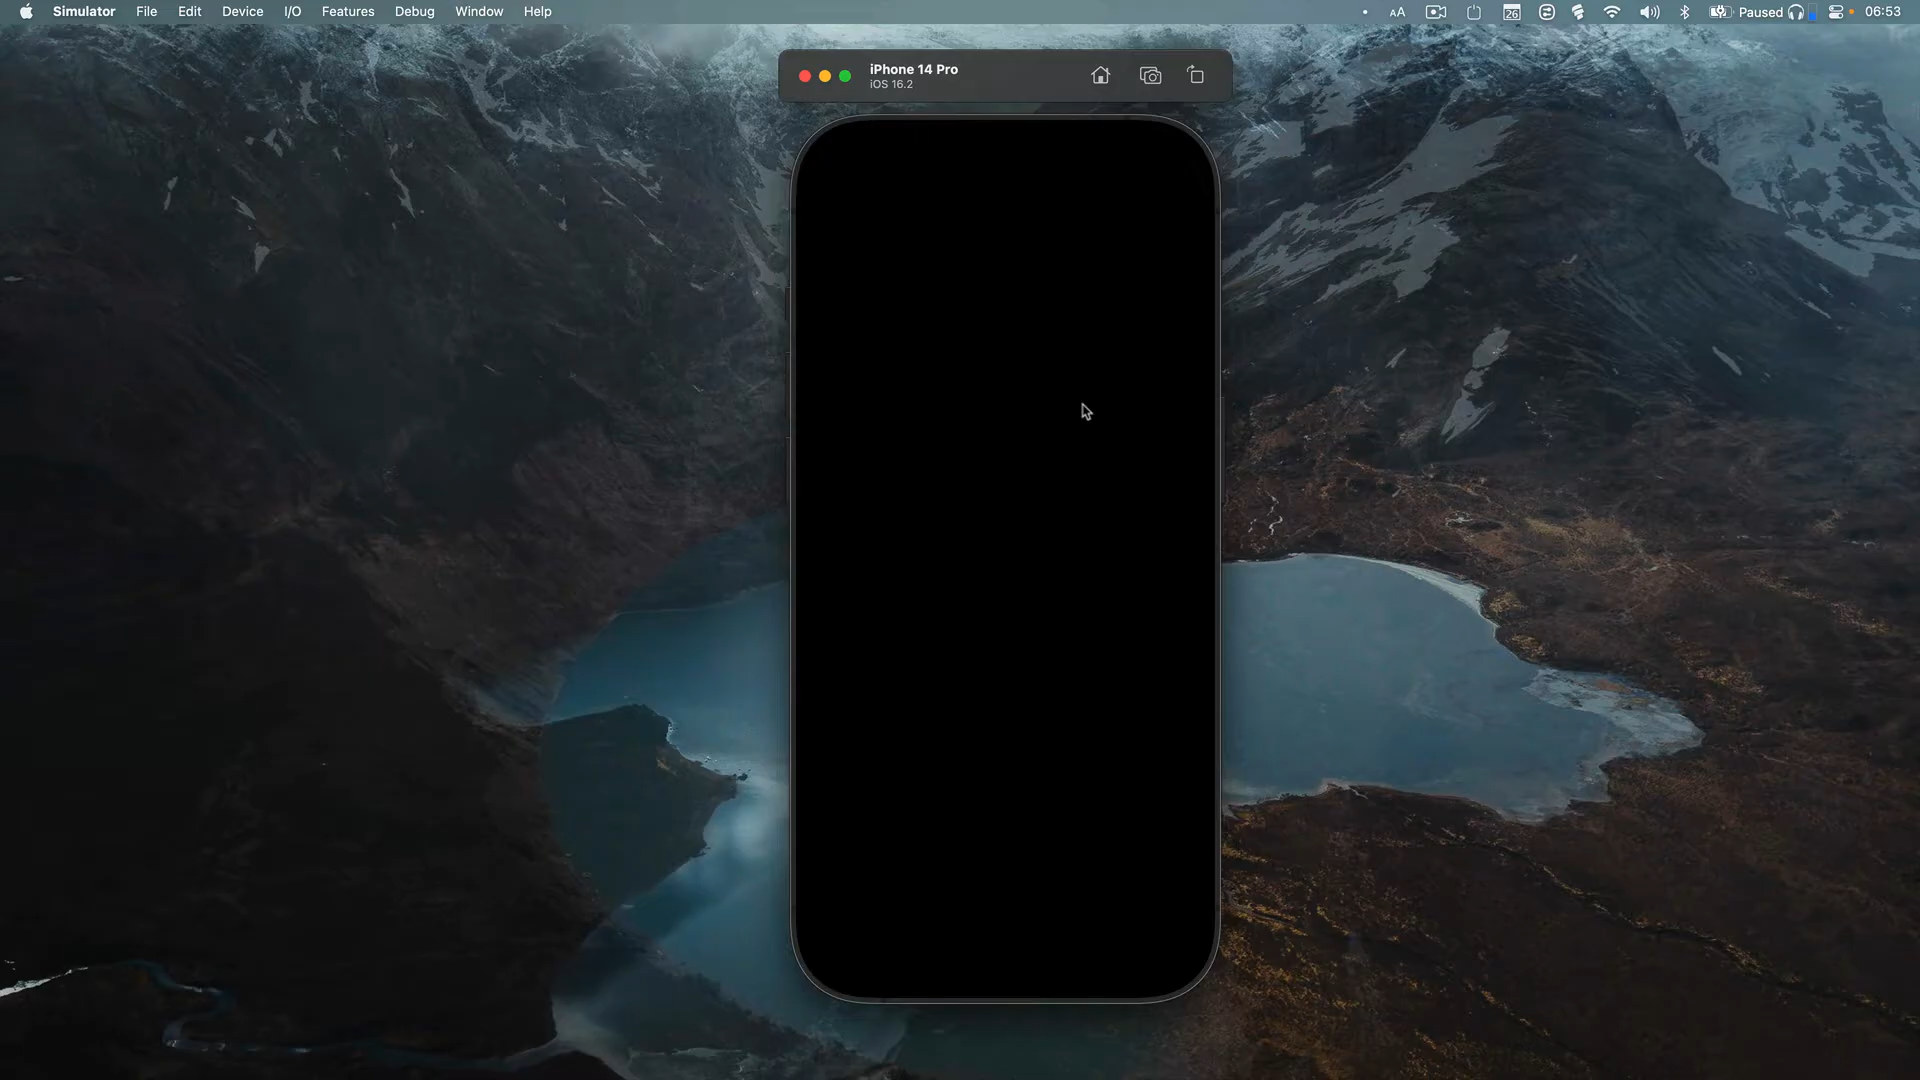 Simulator File Edit Device I/O Features Debug Window Help AA 26 Paused 06:53
iPhone 14 Pro
iOS 16.2